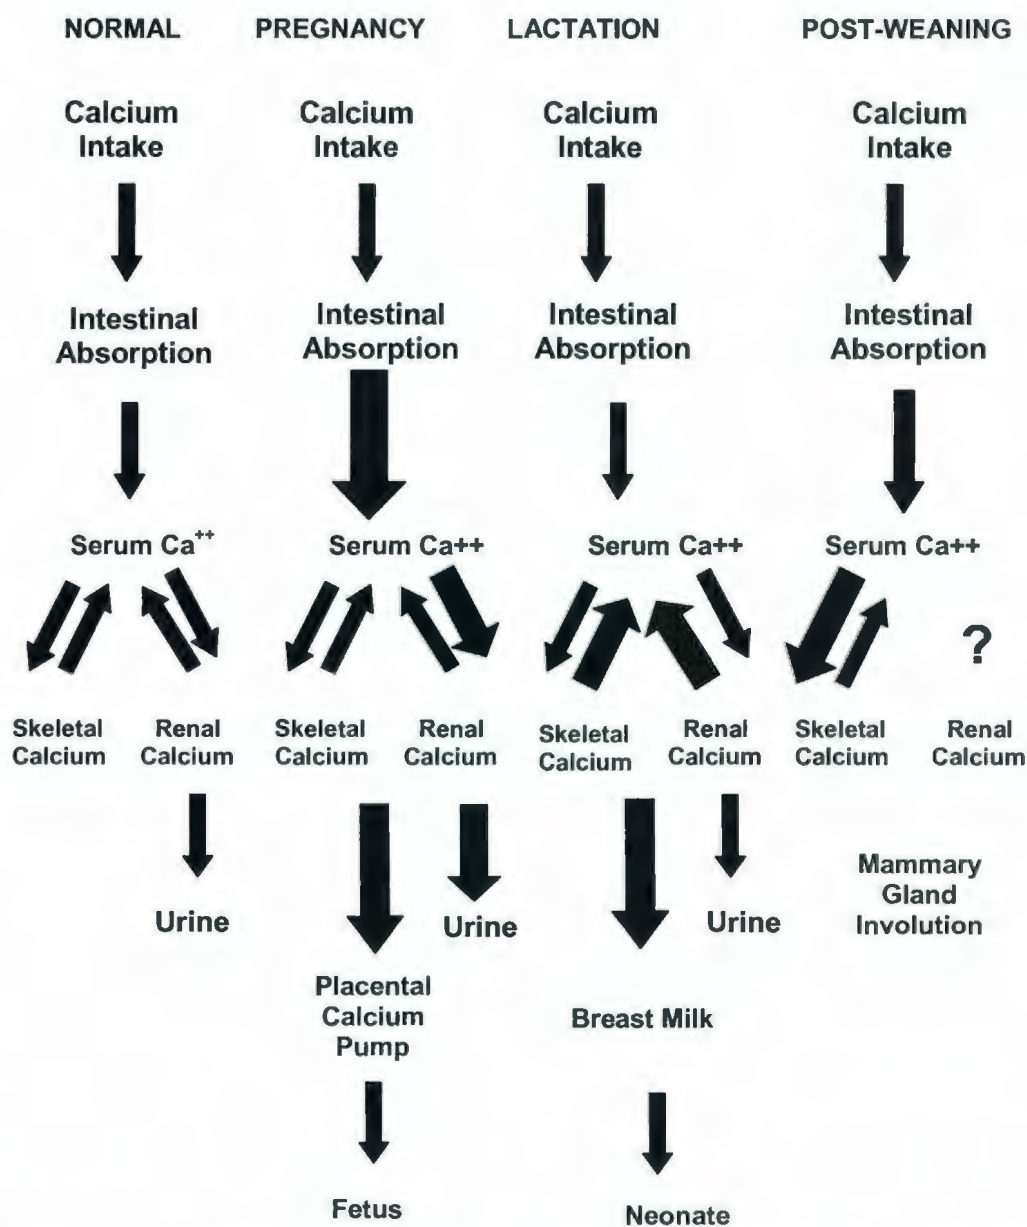 NORMAL PREGNANCY LACTATION POST-WEANING
Calcium
Intake
Calcium
Intake
Calcium
Intake
Calcium
Intake
Intestinal
Absorption
Intestinal
Absorption
Intestinal
Absorption
Intestinal
Absorption
Serum Ca++
Serum Ca++
Serum Ca++
Serum Ca++
?
Skeletal
Calcium
Renal
Calcium
Skeletal
Calcium
Renal
Calcium
Skeletal
Calcium
Renal
Calcium
Skeletal
Calcium
Renal
Calcium
Urine
Urine
Urine
Mammary
Gland
Involution
Placental
Calcium
Pump
Breast Milk
Fetus
Neonate